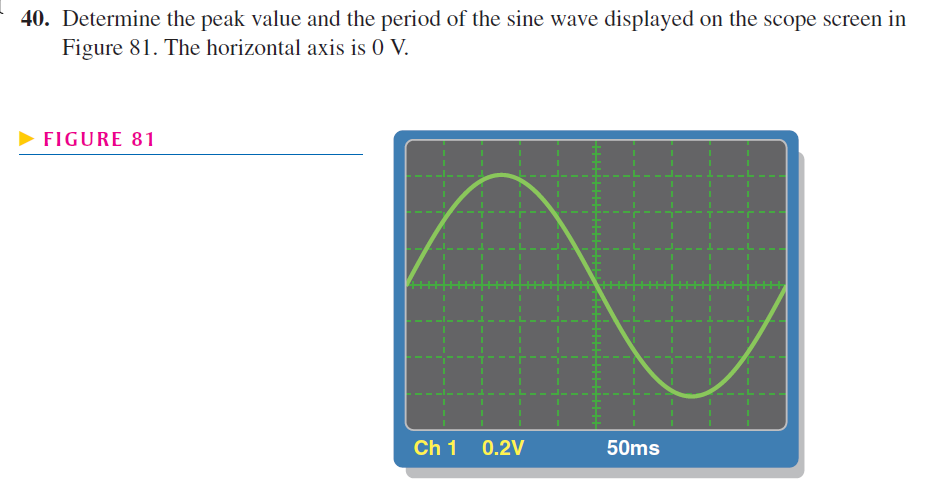 40. Determine the peak value and the period of the sine wave displayed on the scope screen in
Figure 81. The horizontal axis is 0 V.
► FIGURE 81
Ch 1 0.2V 50ms